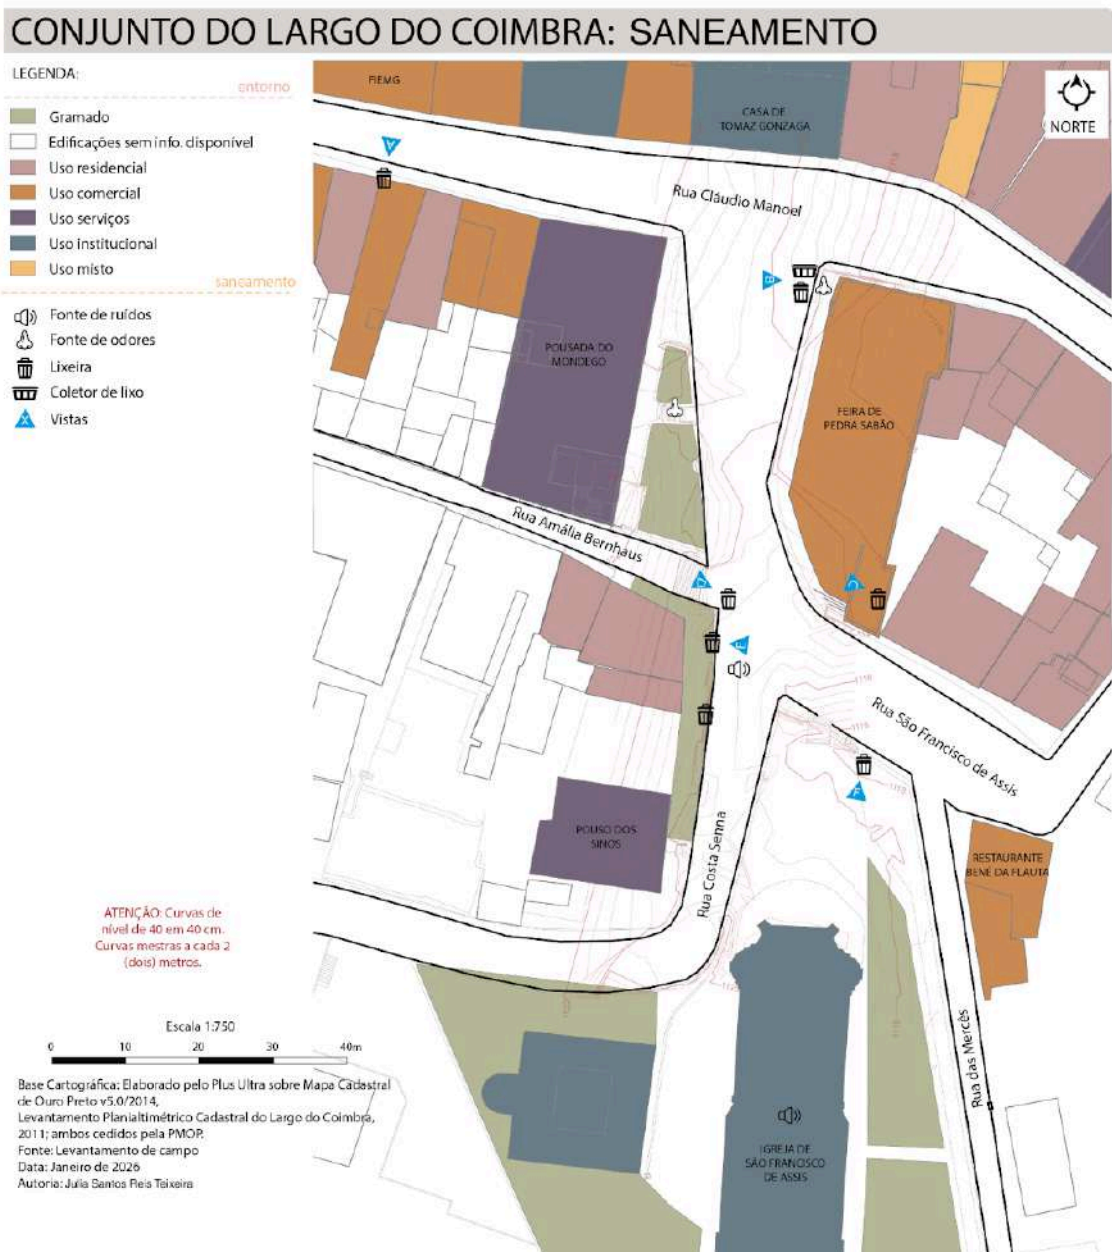 CONJUNTO DO LARGO DO COIMBRA: SANEAMENTO
LEGENDA:
entorno
Gramado
Edificações sem info. disponível
Uso residencial
Uso comercial
Uso serviços
Uso institucional
Uso misto
saneamento
Fonte de ruídos
Fonte de odores
Lixeira
Coletor de lixo
X
Vistas
FIEMG
CASA DE
TOMAZ GONZAGA
NORTE
A
Rua Cláudio Manoel
B
POUSADA DO
MONDEGO
FEIRA DE
PEDRA SABÃO
Rua Amália Bernhaus
D
C
E
1116
Rua São Francisco de Assis
1116
F
POUSO DOS
SINOS
Rua Costa Senna
RESTAURANTE
BENÉ DA FLAUTA
Rua das Mercês
IGREJA DE
SÃO FRANCISCO
DE ASSIS
ATENÇÃO: Curvas de
nível de 40 em 40 cm.
Curvas mestras a cada 2
(dois) metros.
Escala 1:750
0 10 20 30 40m
Base Cartográfica: Elaborado pelo Plus Ultra sobre Mapa Cadastral
de Ouro Preto v5.0/2014,
Levantamento Planialtimétrico Cadastral do Largo do Coimbra,
2011; ambos cedidos pela PMOP.
Fonte: Levantamento de campo
Data: Janeiro de 2026
Autoria: Julia Santos Reis Teixeira